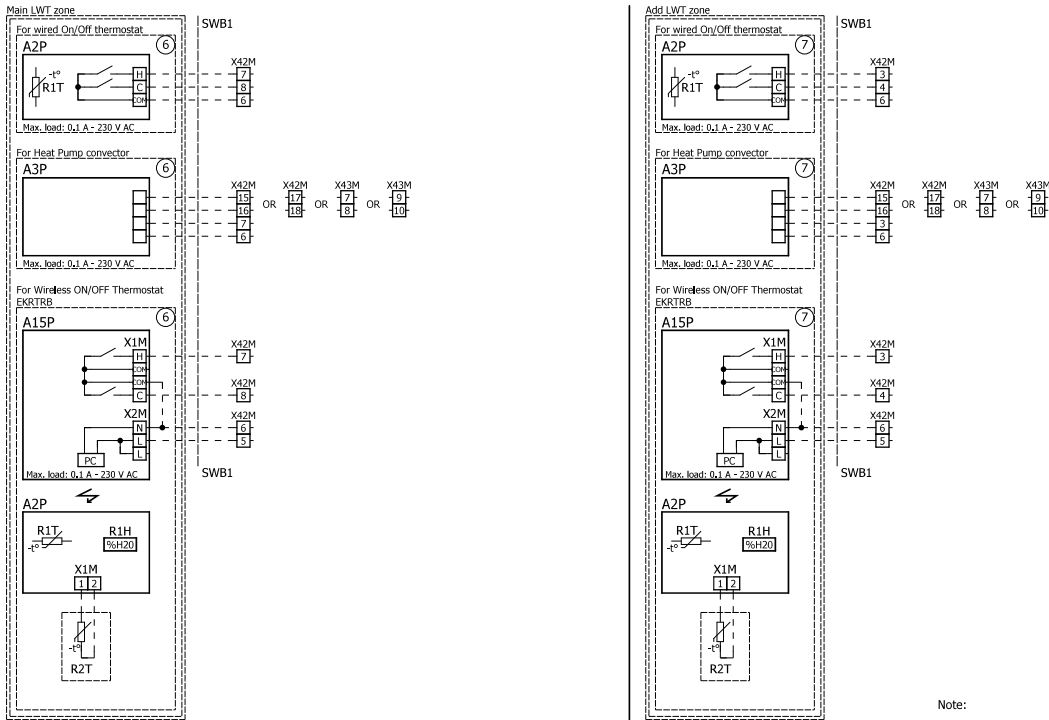 Main LWT zone
SWB1
For wired On/Off thermostat
6
A2P
-t°
R1T
H
C
COM
X42M
7
8
6
Max. load: 0.1 A - 230 V AC
For Heat Pump convector
6
A3P
X42M
15
16
7
6
OR
X42M
17
18
OR
X43M
7
8
OR
X43M
9
10
Max. load: 0.1 A - 230 V AC
For Wireless ON/OFF Thermostat
EKRTRB
6
A15P
X1M
H
COM
COM
C
X42M
7
X42M
8
X2M
N
L
L
X42M
6
5
PC
Max. load: 0.1 A - 230 V AC
SWB1
A2P
R1T
-t°
R1H
%H20
X1M
1 2
-t°
R2T
Add LWT zone
SWB1
For wired On/Off thermostat
7
A2P
-t°
R1T
H
C
COM
X42M
3
4
6
Max. load: 0.1 A - 230 V AC
For Heat Pump convector
7
A3P
X42M
15
16
3
6
OR
X42M
17
18
OR
X43M
7
8
OR
X43M
9
10
Max. load: 0.1 A - 230 V AC
For Wireless ON/OFF Thermostat
EKRTRB
7
A15P
X1M
H
COM
COM
C
X42M
3
X42M
4
X2M
N
L
L
X42M
6
5
PC
Max. load: 0.1 A - 230 V AC
SWB1
A2P
R1T
-t°
R1H
%H20
X1M
1 2
-t°
R2T
Note: